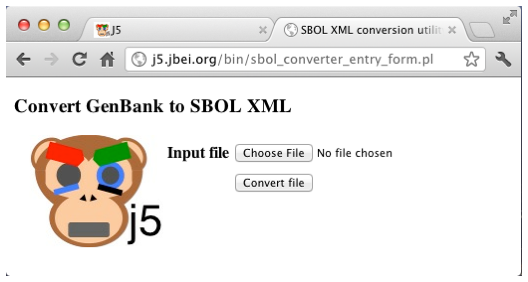 j5
SBOL XML conversion utilit
j5.jbei.org/bin/sbol_converter_entry_form.pl
Convert GenBank to SBOL XML
Input file Choose File No file chosen
Convert file
j5